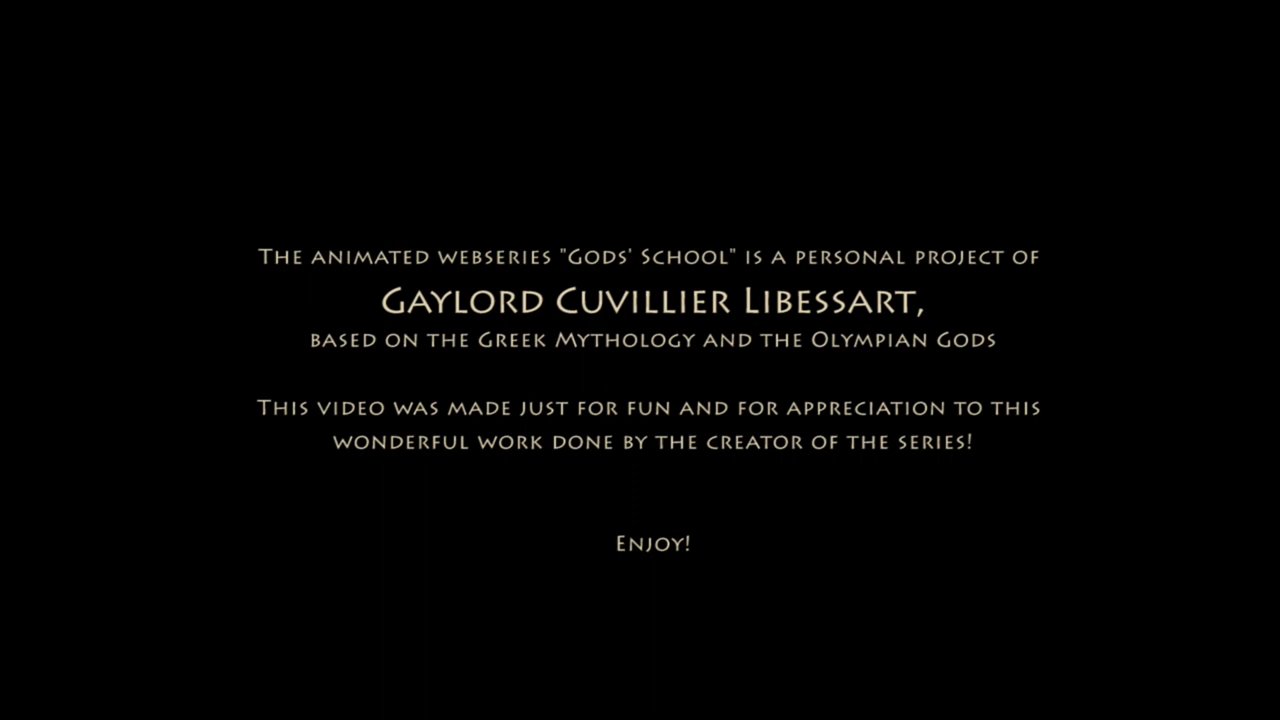 The animated webseries "Gods' School" is a personal project of
Gaylord Cuvillier Libessart,
based on the Greek Mythology and the Olympian Gods
This video was made just for fun and for appreciation to this
wonderful work done by the creator of the series!
Enjoy!